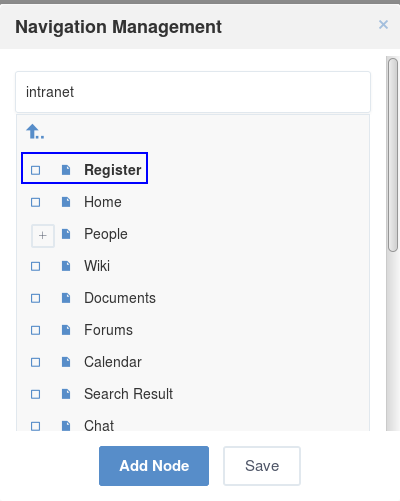 Navigation Management
×
intranet
..
Register
Home
+ People
Wiki
Documents
Forums
Calendar
Search Result
Chat
Add Node Save